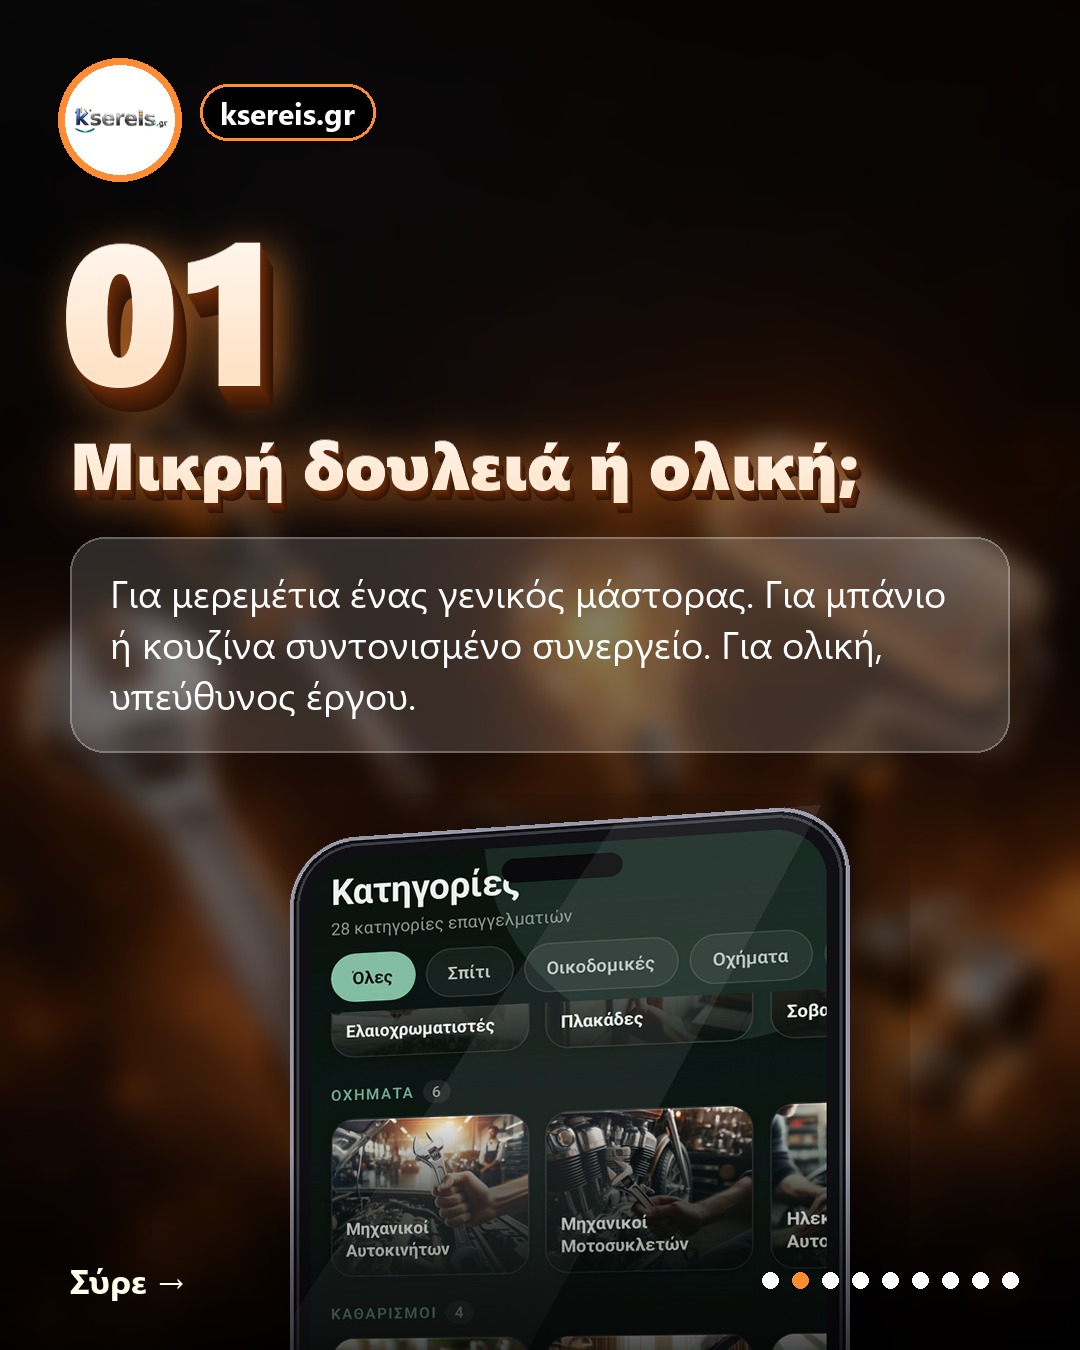 ksereis.gr
ksereis.gr
01
Μικρή δουλειά ή ολική;
Για μερεμέτια ένας γενικός μάστορας. Για μπάνιο
ή κουζίνα συντονισμένο συνεργείο. Για ολική,
υπεύθυνος έργου.
Κατηγορίες
28 κατηγορίες επαγγελματιών
Όλες
Σπίτι
Οικοδομικές
Οχήματα
Ελαιοχρωματιστές
Πλακάδες
ΟΧΗΜΑΤΑ 6
Μηχανικοί
Αυτοκινήτων
Μηχανικοί
Μοτοσυκλετών
ΚΑΘΑΡΙΣΜΟΙ 4
Σύρε →